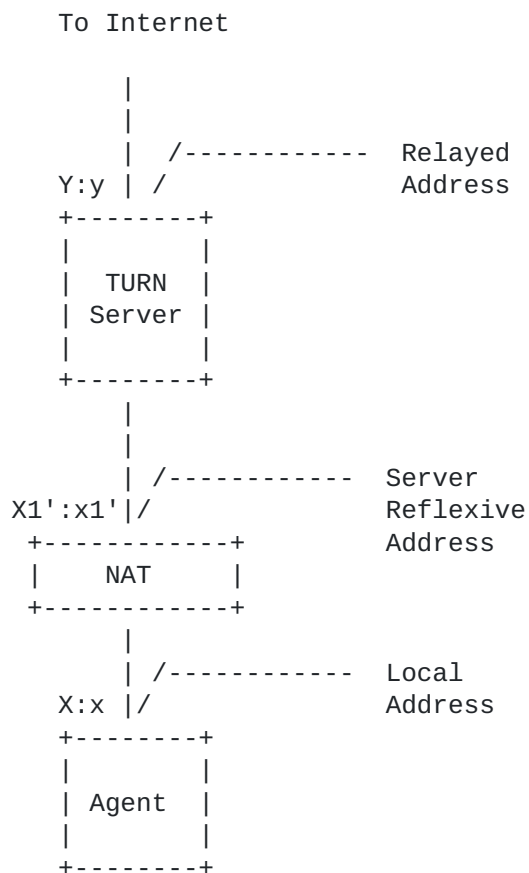 To Internet
Relayed
Y:y Address
TURN
Server
Server
X1':x1' Reflexive
Address
NAT
Local
X:x Address
Agent